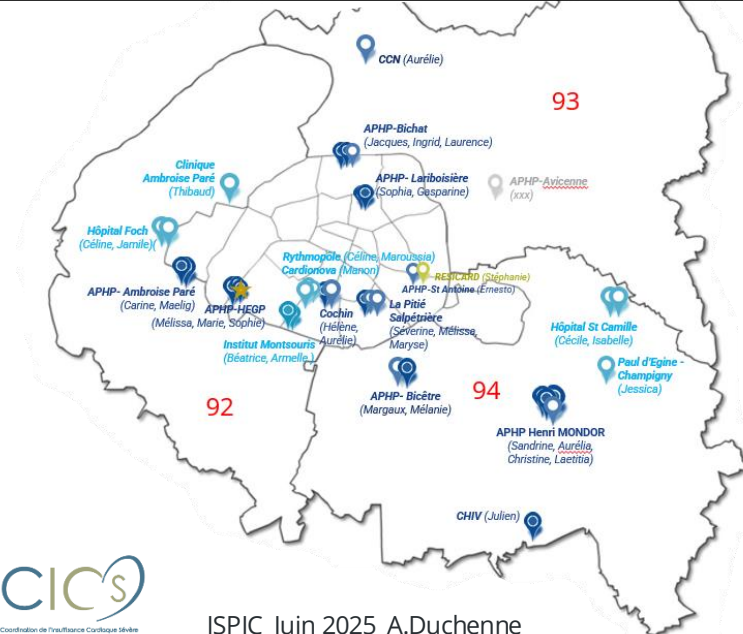 CCN (Aurélie)
93
APHP-Bichat
(Jacques, Ingrid, Laurence)
Clinique
Ambroise Paré
(Thibaud)
APHP- Lariboisière
(Sophia, Gasparine)
APHP-Avicenne
(xxx)
Hôpital Foch
(Céline, Jamile)(
Rythmopole (Céline, Maroussia)
Cardionova (Manon)
RESICARD (Stéphanie)
APHP-St Antoine (Ernesto)
APHP- Ambroise Paré
(Carine, Maelig)
APHP-HEGP
(Mélissa, Marie, Sophie)
Cochin
(Hélène,
Aurélie)
La Pitié
Salpétrière
(Séverine, Mélisse,
Maryse)
Institut Montsouris
(Béatrice, Armelle,)
Hôpital St Camille
(Cécile, Isabelle)
Paul d'Egine -
Champigny
(Jessica)
92
APHP- Bicêtre
(Margaux, Mélanie)
94
APHP Henri MONDOR
(Sandrine, Aurélia,
Christine, Laetitia)
CHIV (Julien)
CICs
Coordination de l'Insuffisance Cardiaque Sévère
ISPIC Juin 2025 A.Duchenne